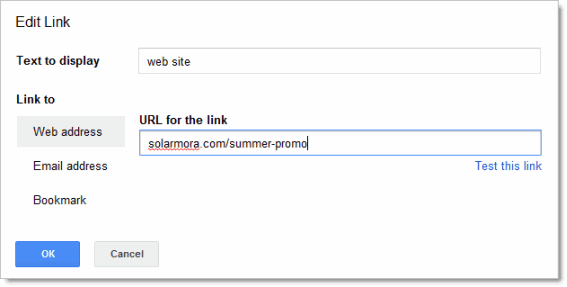 Edit Link
Text to display
web site
Link to
URL for the link
Web address
solarmora.com/summer-promo
Email address
Test this link
Bookmark
OK
Cancel